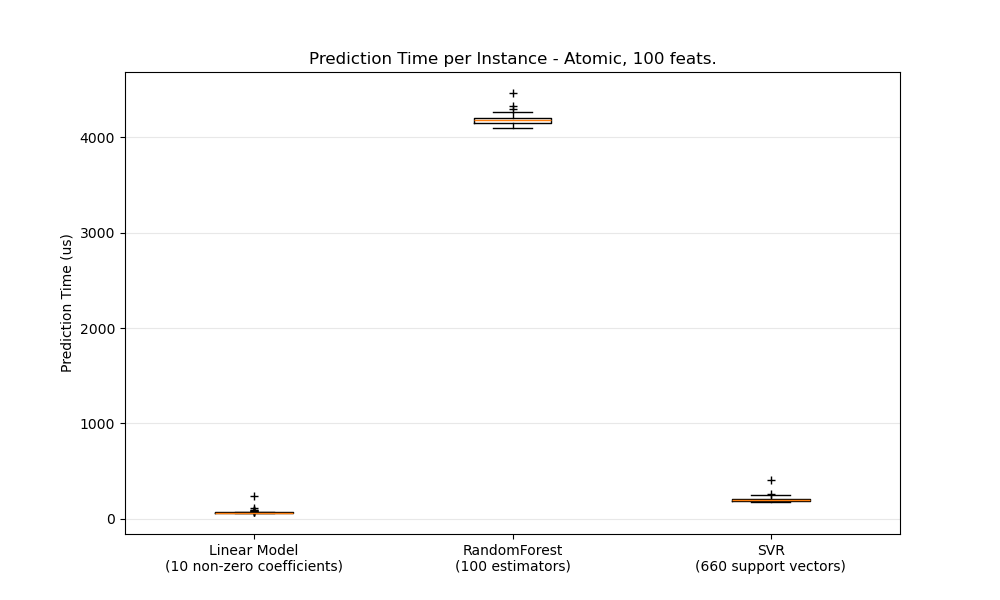 Prediction Time per Instance - Atomic, 100 feats.
Prediction Time (us)
4000
3000
2000
1000
0
Linear Model
(10 non-zero coefficients)
RandomForest
(100 estimators)
SVR
(660 support vectors)